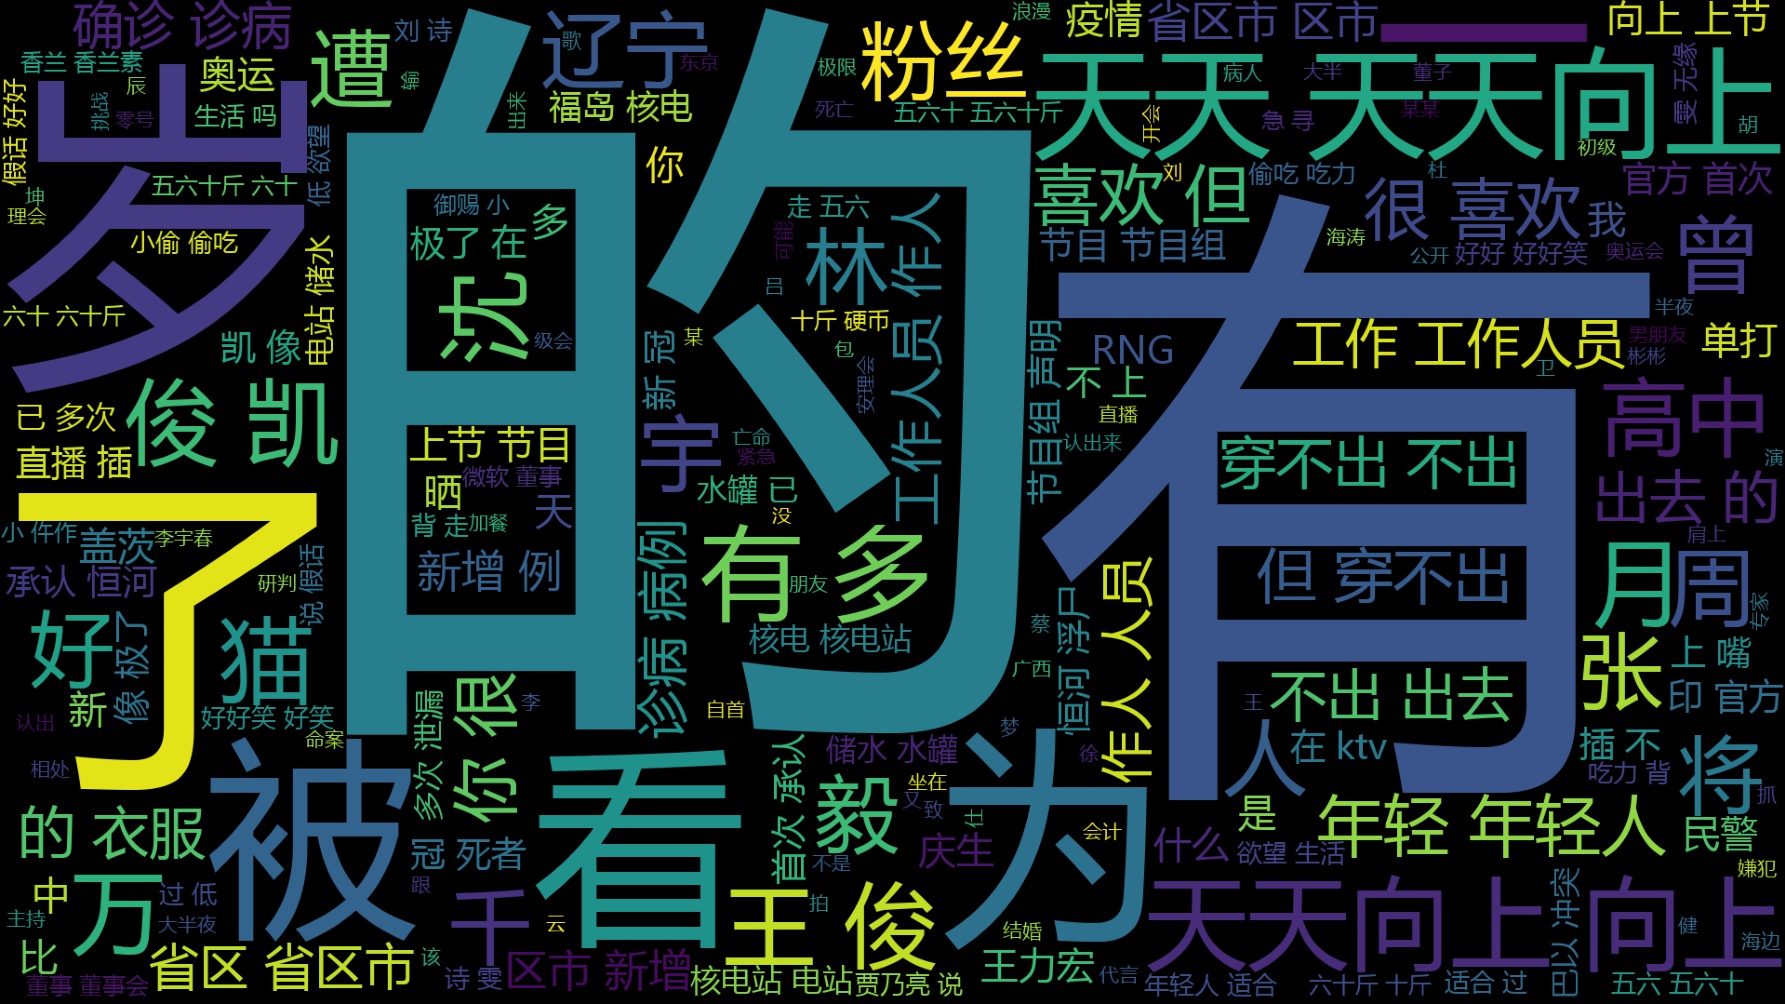 确诊 诊病
刘 诗
辽宁
歌
东京
浪漫
疫情
省区市 区市
一
向上 上节
香兰 香兰素
奥运
遭
输
粉丝
极限
天天 天天向上
病人
大半
董子
雯 无缘
辰
挑战
零号
生活 吗
出来
福岛 核电
死亡
五六十 五六十斤
开会
急 寻
某某
胡
初级
假话 好好
岁
低 欲望
你
喜欢 但
刘
偷吃 吃力
杜
官方 首次
坤
五六十斤 六十
理会
御赐 小
多
走 五六
很 喜欢
我
曾
小偷 偷吃
极了 在
可能
林
工作人员 作人
节目 节目组
海涛
公开
好好 好好笑
奥运会
电站 储水
沈
吕
的
有
半夜
六十 六十斤
十斤 硬币
凯 像
级会
新 冠
某
包
安理会
节目组 声明
RNG
工作 工作人员
男朋友
彬彬
单打
卫
不 上
直播
高中
已 多次
俊 凯
直播 插
上节 节目
宇
亡命
紧急
认出来
穿不出 不出
演
微软 董事
晒
天
水罐 已
没
出去 的
背 走
加餐
了
小 仵作
盖茨
李宇春
诊病 病例
有 多
肩上
承认 恒河
研判
说 假话
新增 例
朋友
作人 人员
但 穿不出
月
周
专家
好
猫
像 极了
核电 核电站
蔡
恒河 浮尸
广西
张
上 嘴
新
认出
好好笑 好笑
多次 泄漏
你 很
李
自首
王
不出 出去
印 官方
命案
梦
徐
人
在 ktv
插 不
相处
被
看
首次 承认
储水 水罐
坐在
又
致
为
吃力 背
将
抓
的 衣服
毅
仕
会计
什么
是
年轻 年轻人
民警
冠 死者
不是
庆生
欲望 生活
嫌犯
中
万
过 低
跟
主持
大半夜
千
云
王 俊
拍
结婚
天天向上 向上
巴以 冲突
健
海边
比
省区 省区市
该
诗 雯
区市 新增
王力宏
董事 董事会
核电站 电站
贾乃亮 说
代言
年轻人 适合
六十斤 十斤
适合 过
五六 五六十